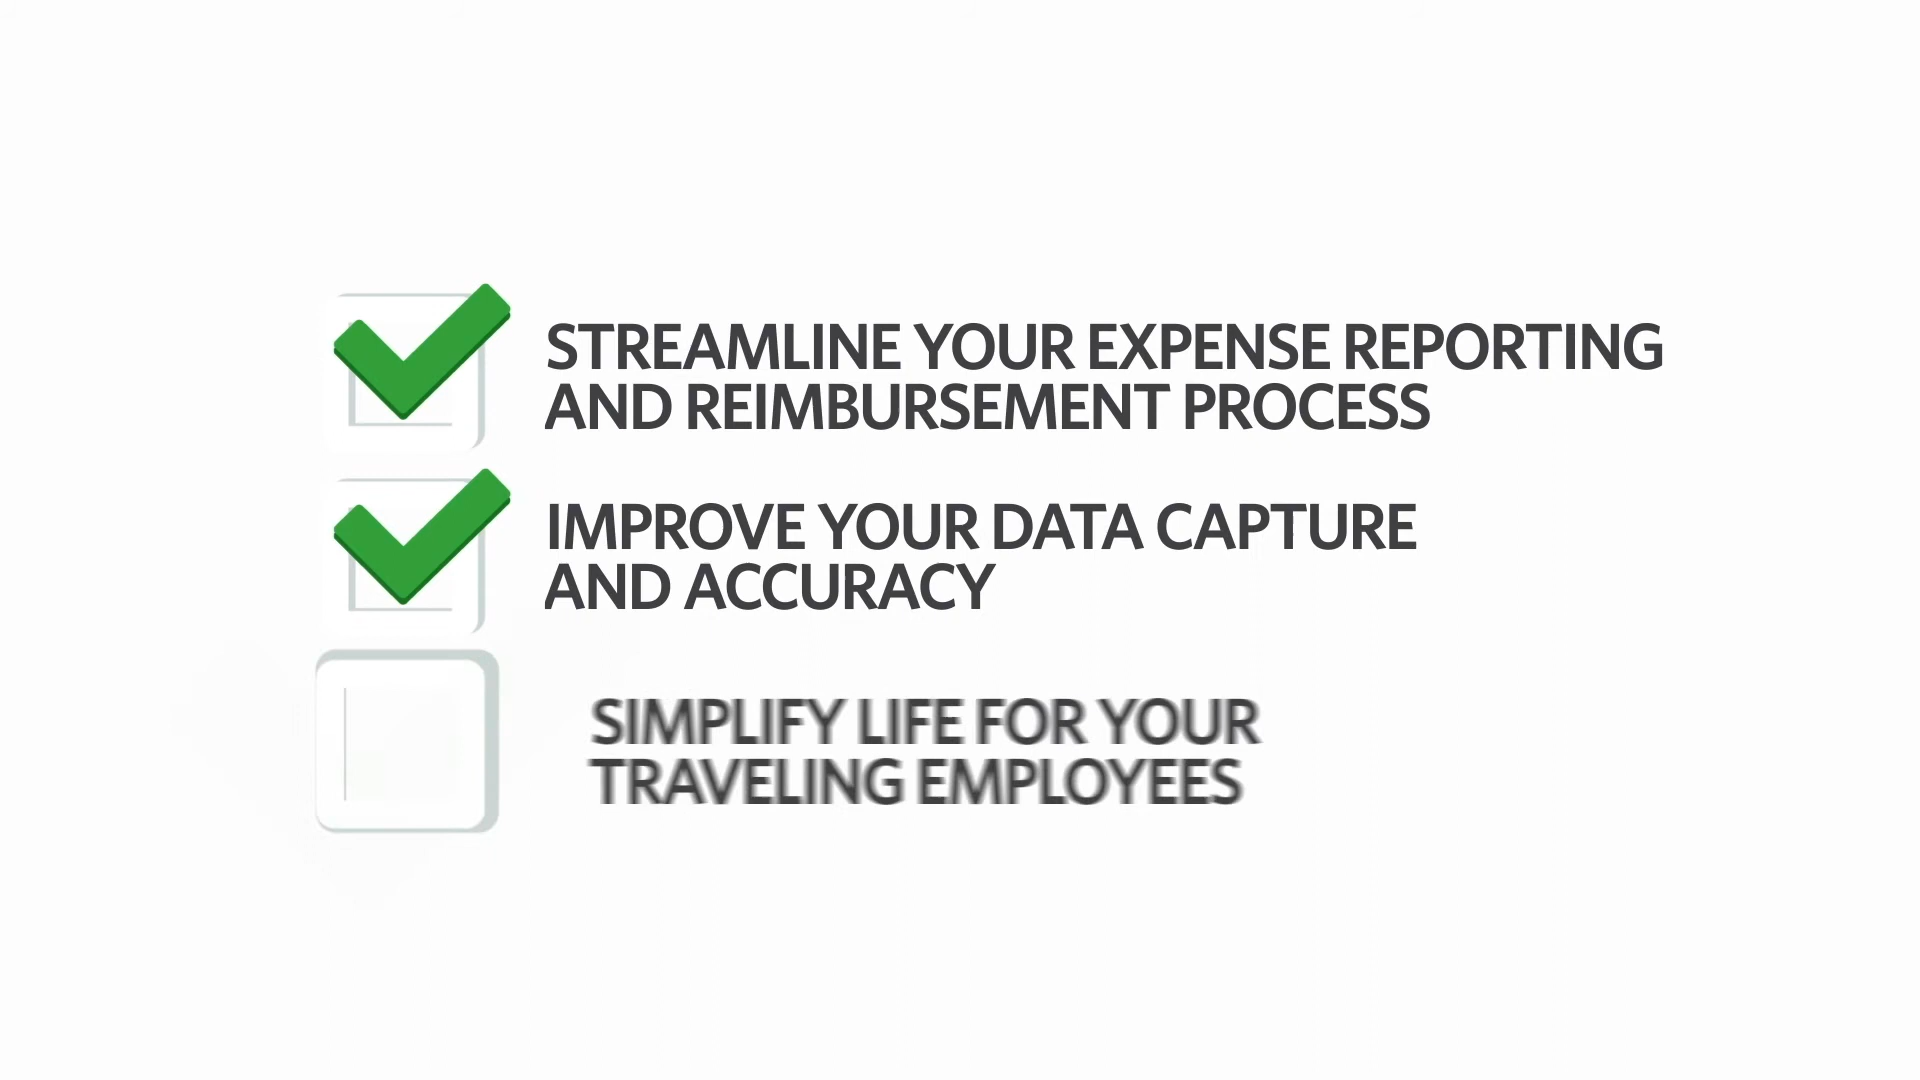 STREAMLINE YOUR EXPENSE REPORTING
AND REIMBURSEMENT PROCESS
IMPROVE YOUR DATA CAPTURE
AND ACCURACY
SIMPLIFY LIFE FOR YOUR
TRAVELING EMPLOYEES